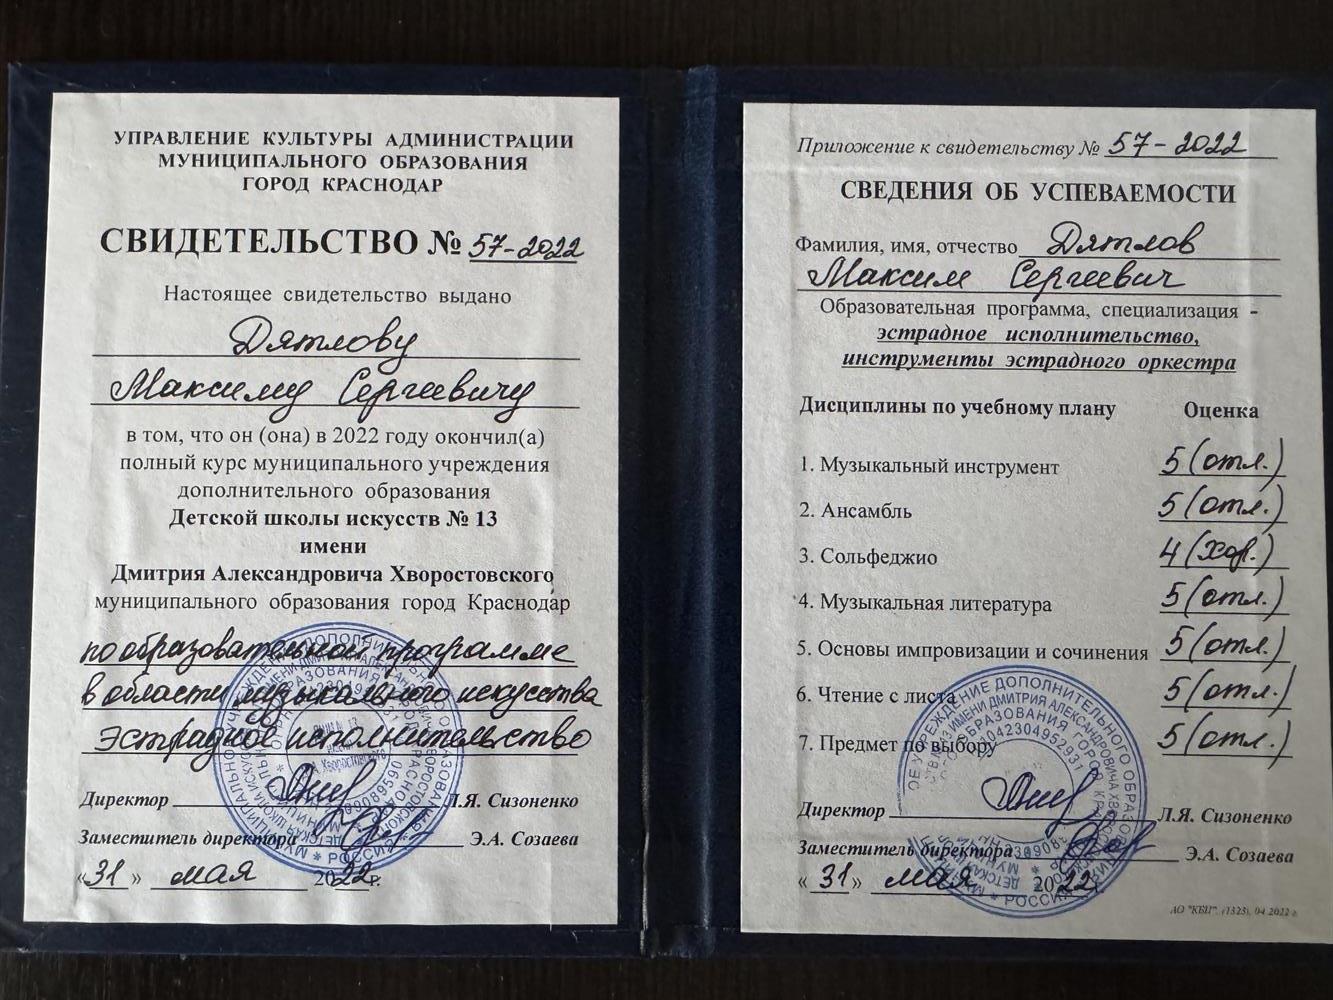 УПРАВЛЕНИЕ КУЛЬТУРЫ АДМИНИСТРАЦИИ
МУНИЦИПАЛЬНОГО ОБРАЗОВАНИЯ
ГОРОД КРАСНОДАР
СВИДЕТЕЛЬСТВО № 57-2022
Настоящее свидетельство выдано
Дятлову
Максиму Сергеевичу
в том, что он (она) в 2022 году окончил(а)
полный курс муниципального учреждения
дополнительного образования
Детской школы искусств № 13
имени
Дмитрия Александровича Хворостовского
муниципального образования город Краснодар
по образовательной программе
в области музыкального искусства
Эстрадное исполнительство
Директор Л.Я. Сизоненко
Заместитель директора Э.А. Созаева
«31» мая 2022г.
Приложение к свидетельству № 57-2022
СВЕДЕНИЯ ОБ УСПЕВАЕМОСТИ
Фамилия, имя, отчество Дятлов
Максим Сергеевич
Образовательная программа, специализация -
эстрадное исполнительство,
инструменты эстрадного оркестра
Дисциплины по учебному плану Оценка
1. Музыкальный инструмент 5 (отл.)
2. Ансамбль 5 (отл.)
3. Сольфеджио 4 (хор.)
4. Музыкальная литература 5 (отл.)
5. Основы импровизации и сочинения 5 (отл.)
6. Чтение с листа 5 (отл.)
7. Предмет по выбору 5 (отл.)
Директор Л.Я. Сизоненко
Заместитель директора Э.А. Созаева
«31» мая 2022г.
АО "КБП". (1323). 04.2022 г.